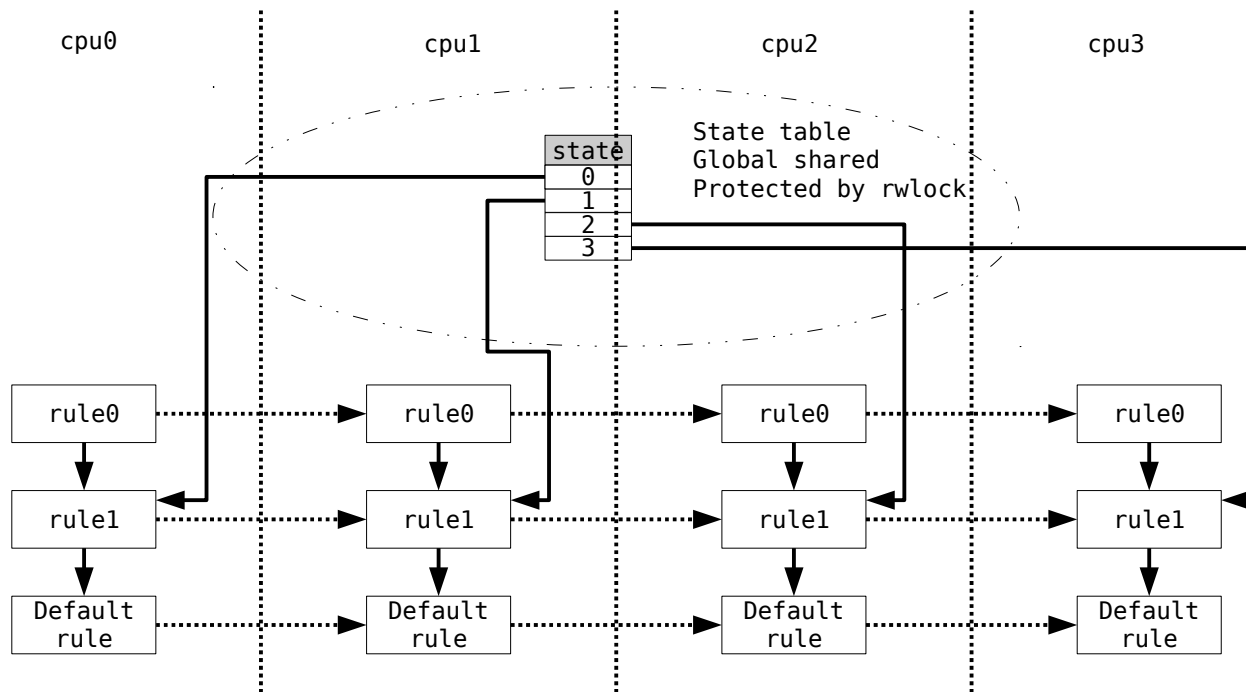 cpu0
cpu1
cpu2
cpu3
State table
Global shared
Protected by rwlock
state
0
1
2
3
rule0
rule0
rule0
rule0
rule1
rule1
rule1
rule1
Default
rule
Default
rule
Default
rule
Default
rule